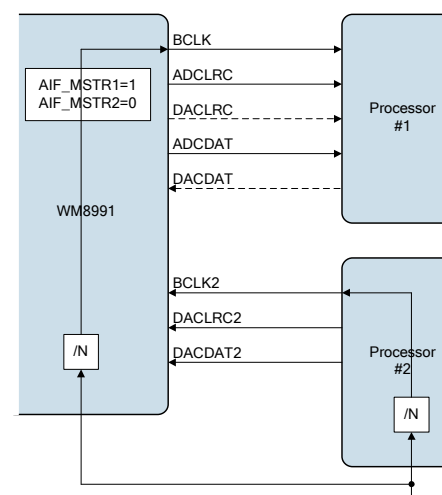 BCLK
ADCLRC
AIF_MSTR1=1
AIF_MSTR2=0
DACLRC
Processor
#1
ADCDAT
DACDAT
WM8991
BCLK2
DACLRC2
/N
Processor
#2
DACDAT2
/N